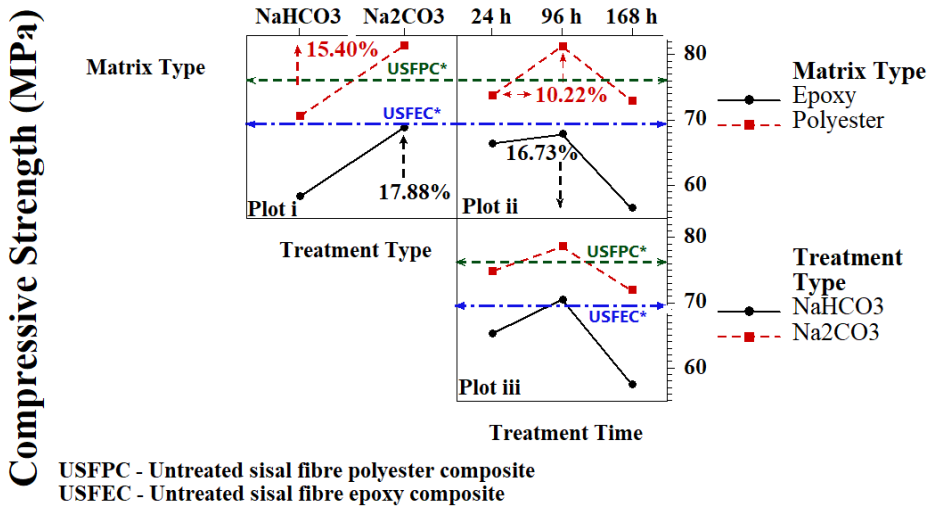 NaHCO3 Na2CO3 24 h 96 h 168 h
Compressive Strength (MPa)
Matrix Type
15.40%
USFPC*
USFEC*
17.88%
Plot i
10.22%
16.73%
Plot ii
80
70
60
Matrix Type
Epoxy
Polyester
Treatment Type
USFPC*
USFEC*
Plot iii
80
70
60
Treatment
Type
NaHCO3
Na2CO3
Treatment Time
USFPC - Untreated sisal fibre polyester composite
USFEC - Untreated sisal fibre epoxy composite